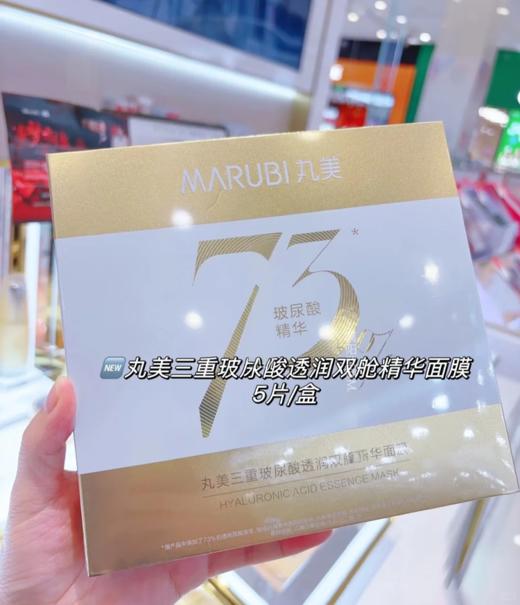 MARUBI 丸美
73*
玻尿酸
精华
NEW 丸美三重玻尿酸透润双舱精华面膜
5片/盒
丸美三重玻尿酸透润双舱精华面膜
HYALURONIC ACID ESSENCE MASK